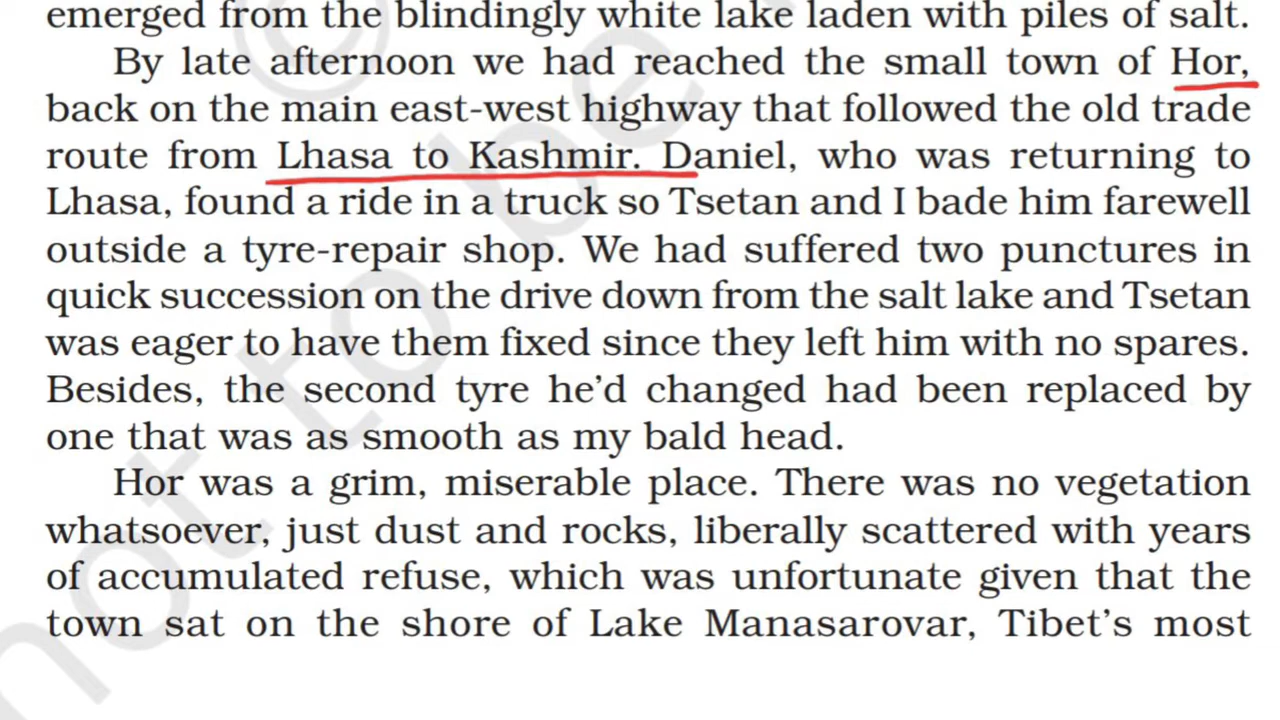 emerged from the blindingly white lake laden with piles of salt.
By late afternoon we had reached the small town of Hor,
back on the main east-west highway that followed the old trade
route from Lhasa to Kashmir. Daniel, who was returning to
Lhasa, found a ride in a truck so Tsetan and I bade him farewell
outside a tyre-repair shop. We had suffered two punctures in
quick succession on the drive down from the salt lake and Tsetan
was eager to have them fixed since they left him with no spares.
Besides, the second tyre he’d changed had been replaced by
one that was as smooth as my bald head.
Hor was a grim, miserable place. There was no vegetation
whatsoever, just dust and rocks, liberally scattered with years
of accumulated refuse, which was unfortunate given that the
town sat on the shore of Lake Manasarovar, Tibet’s most
not to be
©